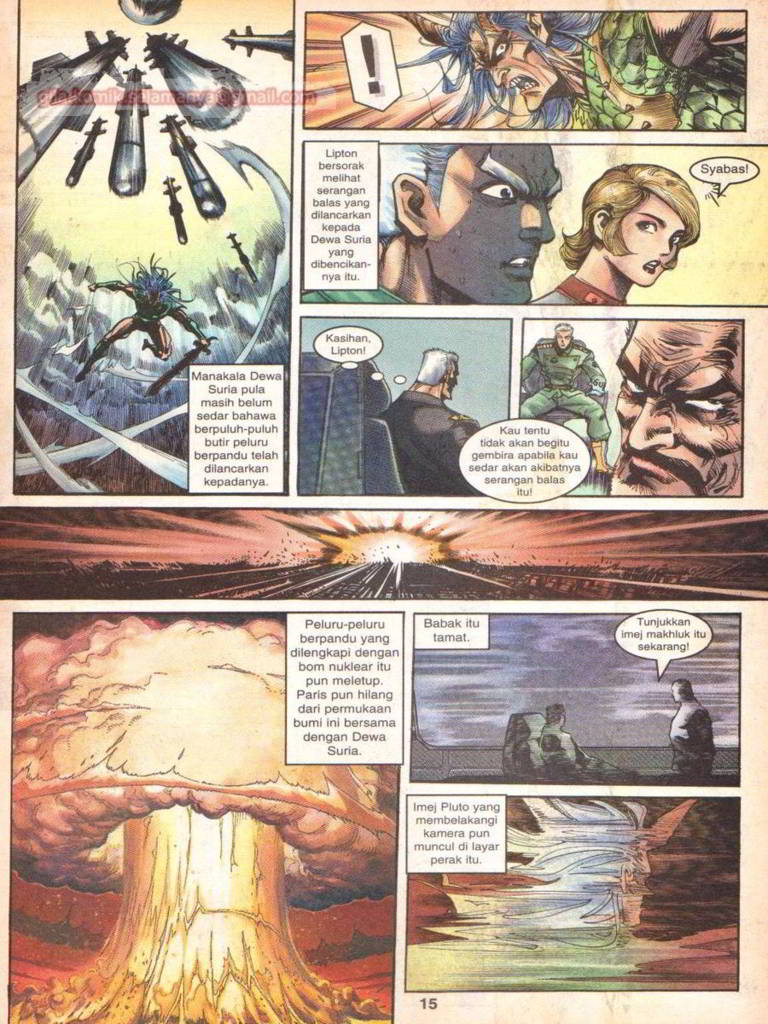 gilakomik.selamanya@gmail.com
Manakala Dewa
Suria pula
masih belum
sedar bahawa
berpuluh-puluh
butir peluru
berpandu telah
dilancarkan
kepadanya.
!
Lipton
bersorak
melihat
serangan
balas yang
dilancarkan
kepada
Dewa Suria
yang
dibencikan-
nya itu.
Syabas!
Kasihan,
Lipton!
Kau tentu
tidak akan begitu
gembira apabila kau
sedar akan akibatnya
serangan balas
itu!
Peluru-peluru
berpandu yang
dilengkapi dengan
bom nuklear itu
pun meletup.
Paris pun hilang
dari permukaan
bumi ini bersama
dengan Dewa
Suria.
Babak itu
tamat.
Tunjukkan
imej makhluk itu
sekarang!
Imej Pluto yang
membelakangi
kamera pun
muncul di layar
perak itu.
15